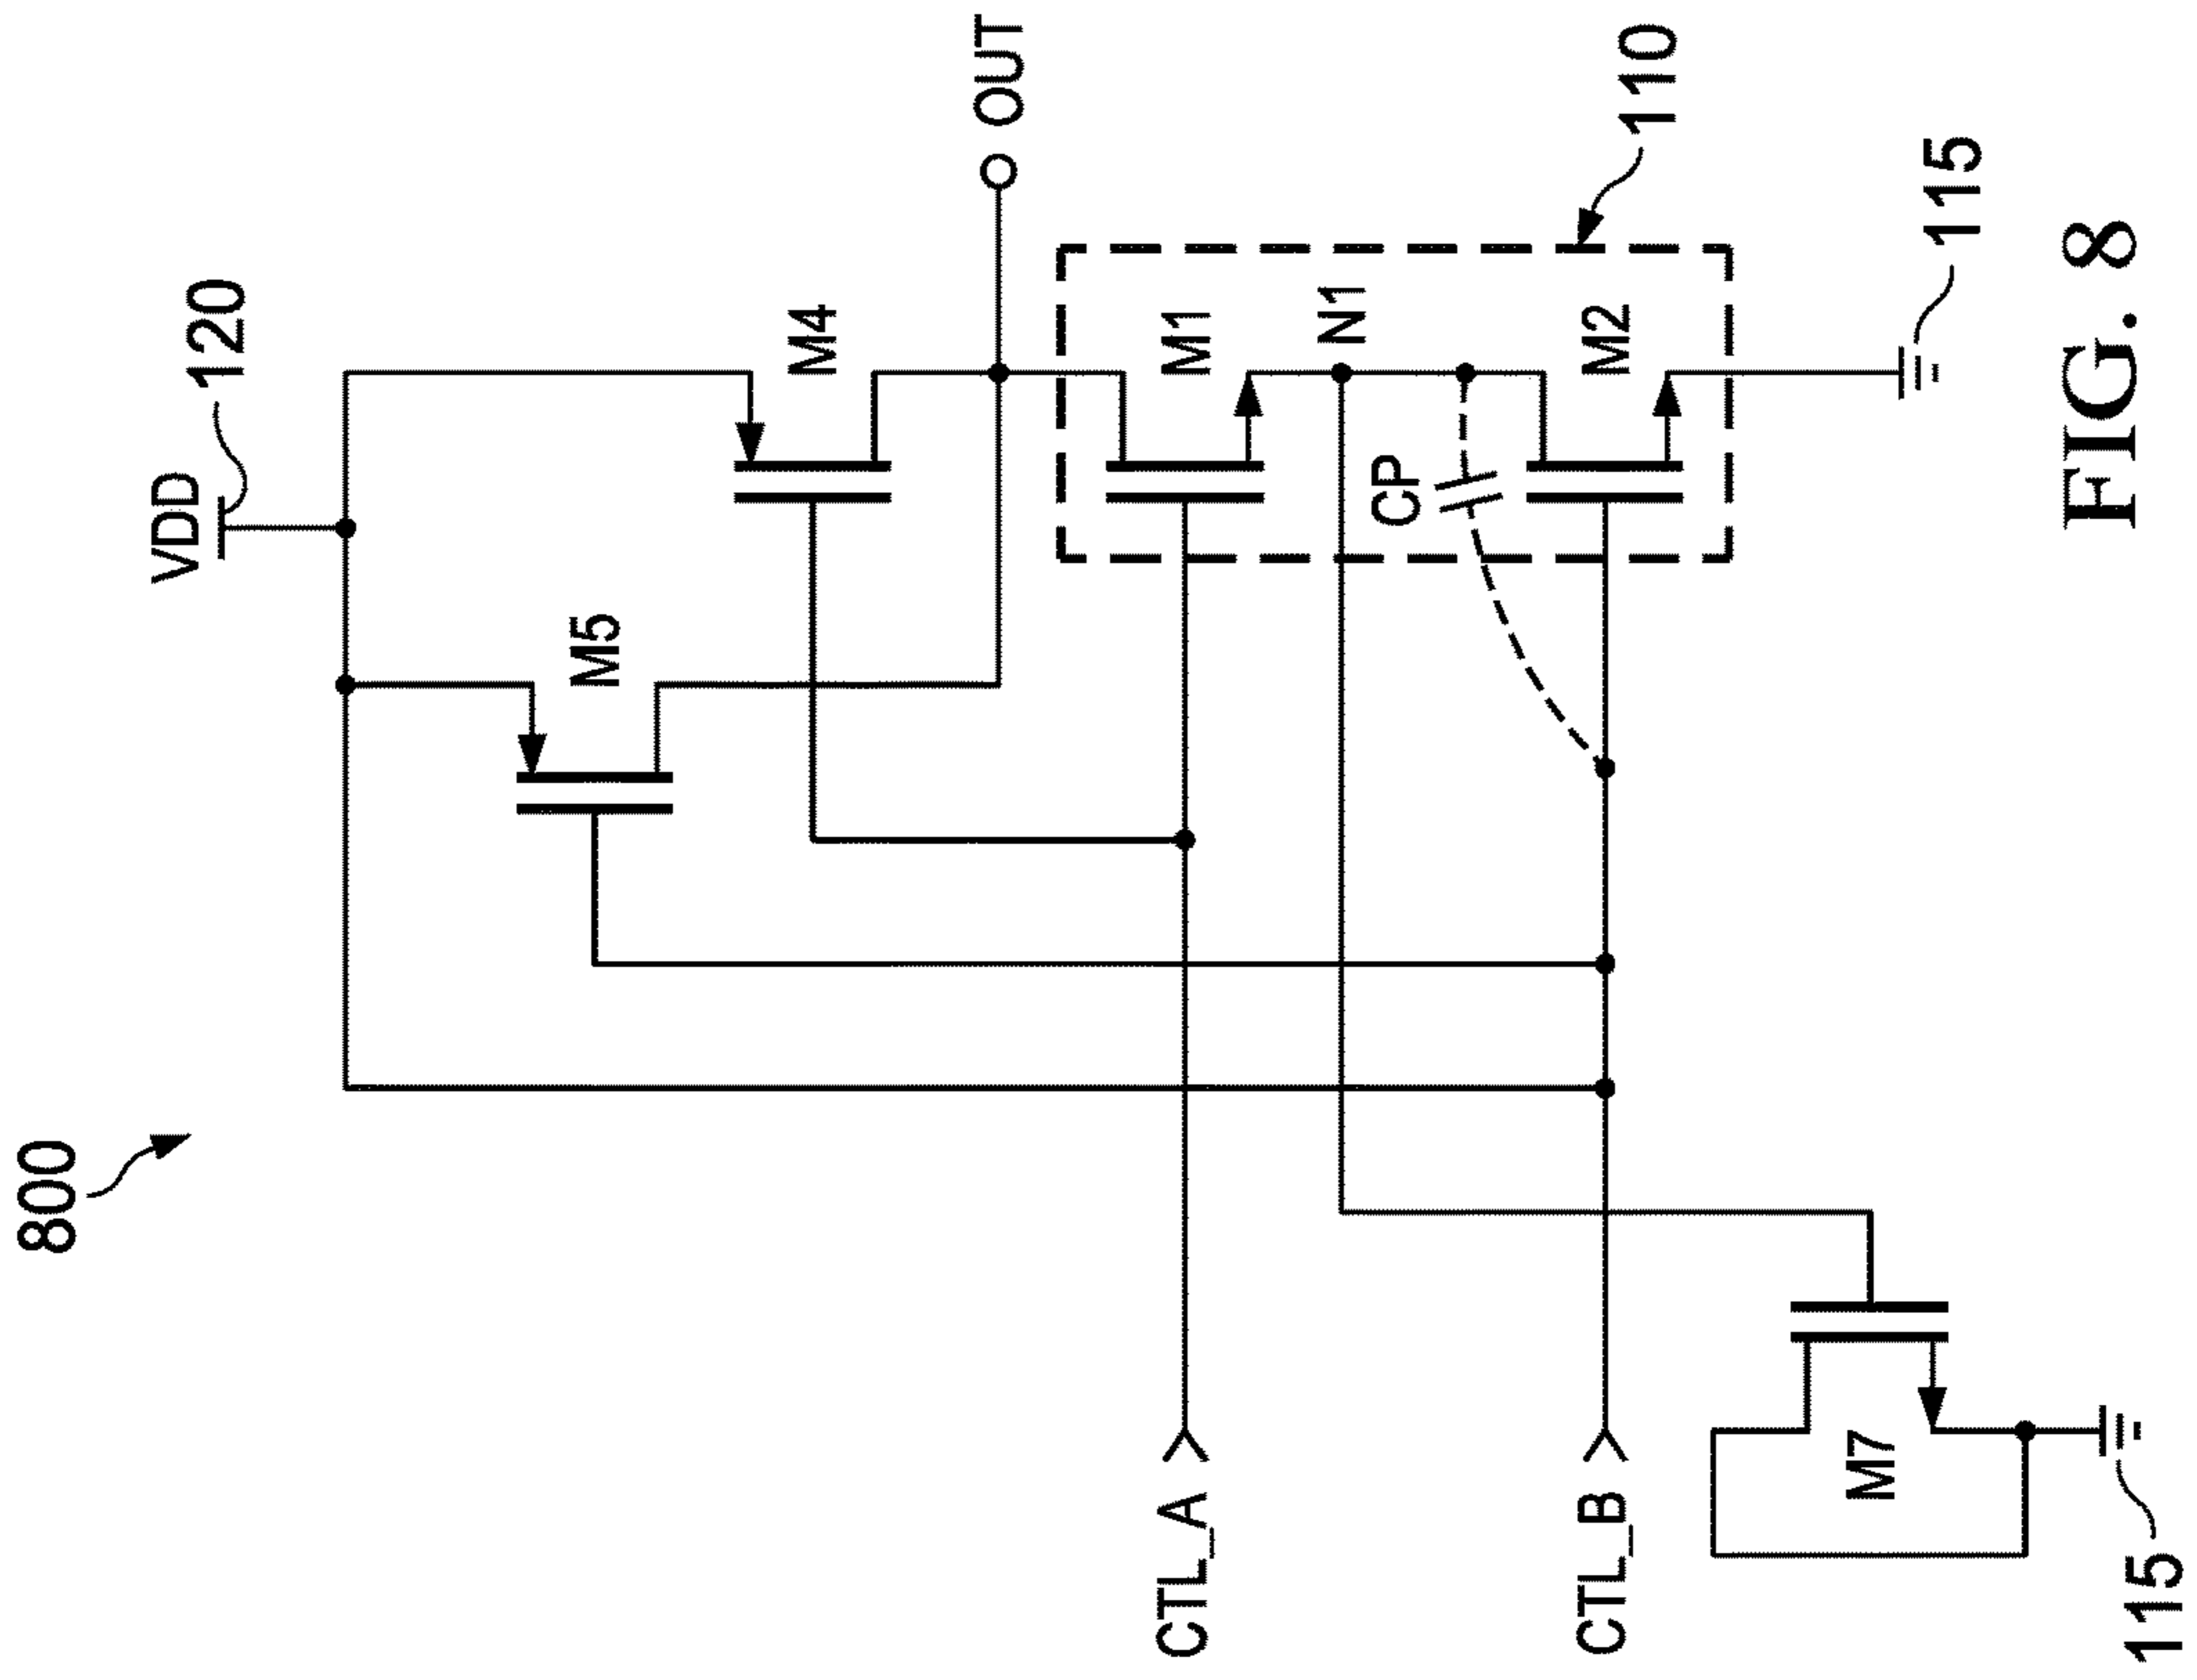 800
VDD
120
M5
M4
OUT
CTL_A
M1
110
N1
CP
CTL_B
M2
M7
115
115
FIG. 8